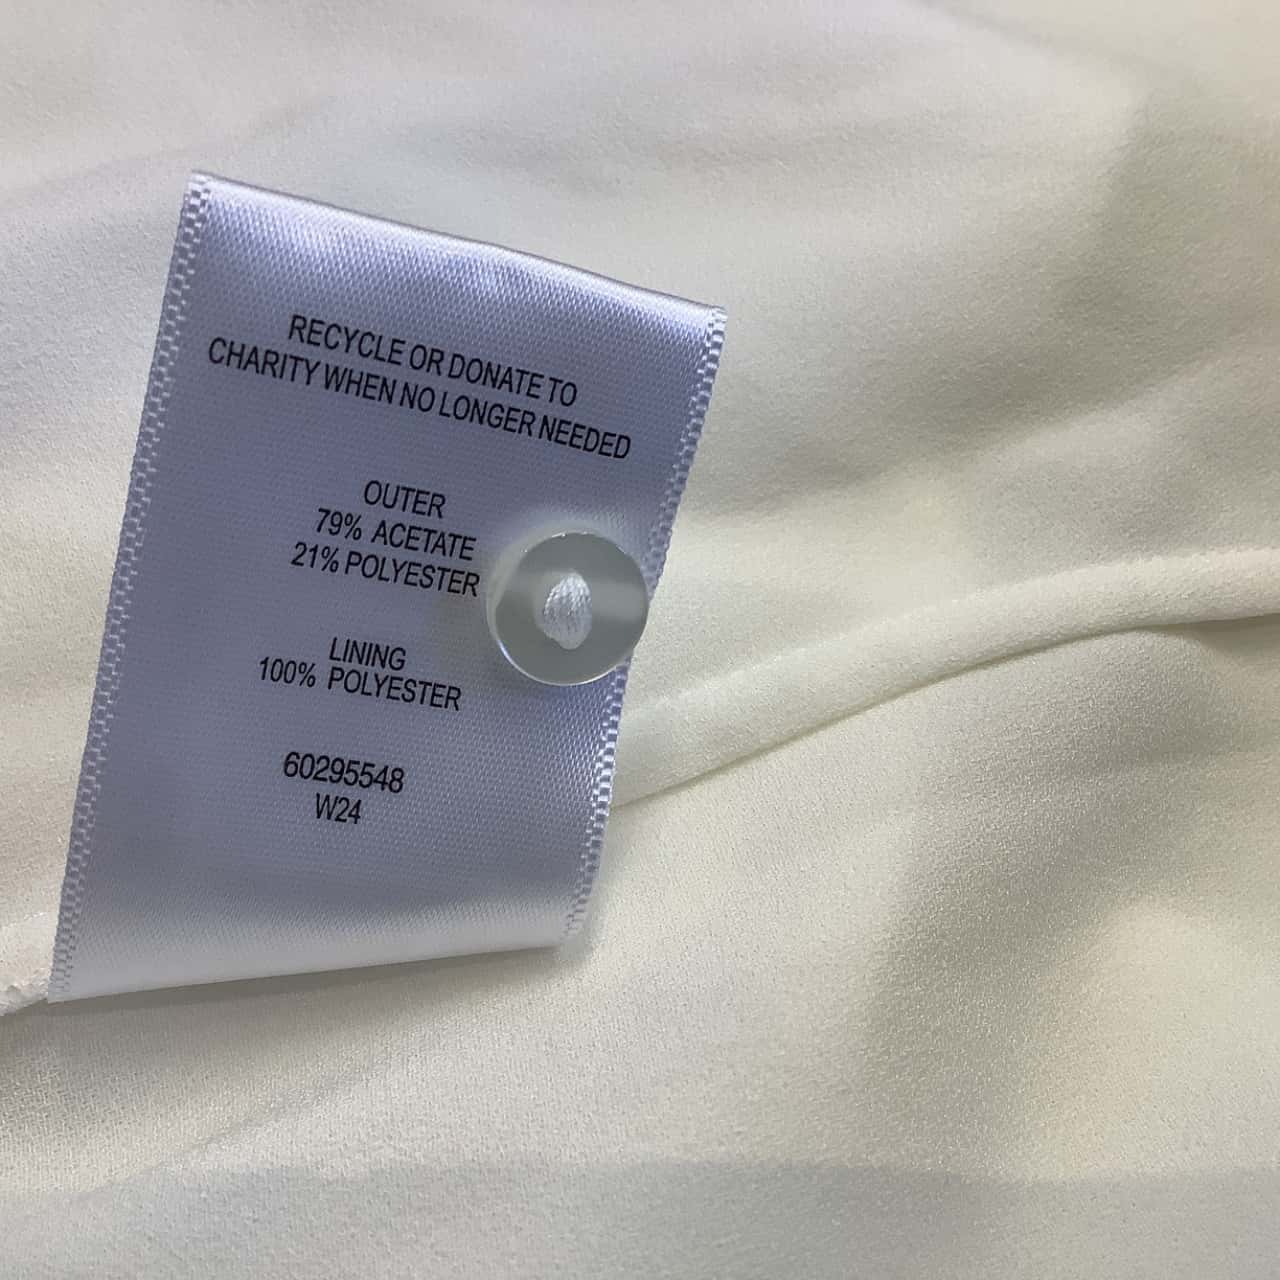 RECYCLE OR DONATE TO
CHARITY WHEN NO LONGER NEEDED
OUTER
79% ACETATE
21% POLYESTER
LINING
100% POLYESTER
60295548
W24